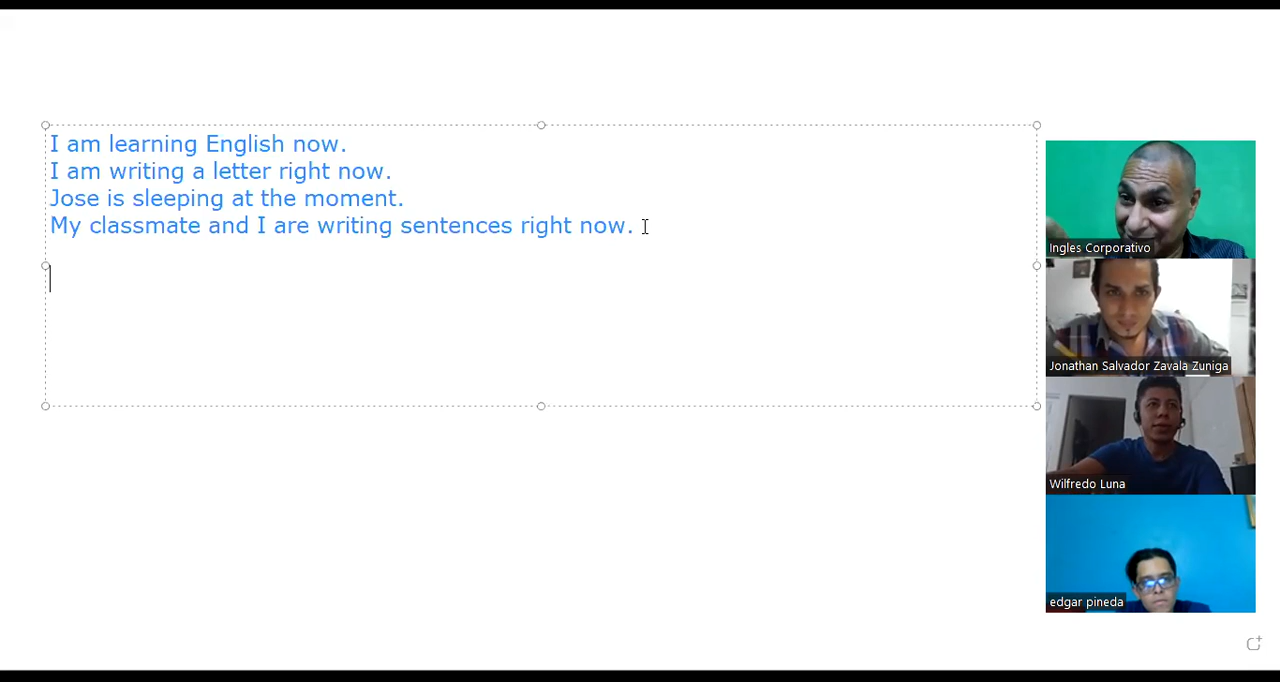 I am learning English now.
I am writing a letter right now.
Jose is sleeping at the moment.
My classmate and I are writing sentences right now.
Ingles Corporativo
Jonathan Salvador Zavala Zuniga
Wilfredo Luna
edgar pineda